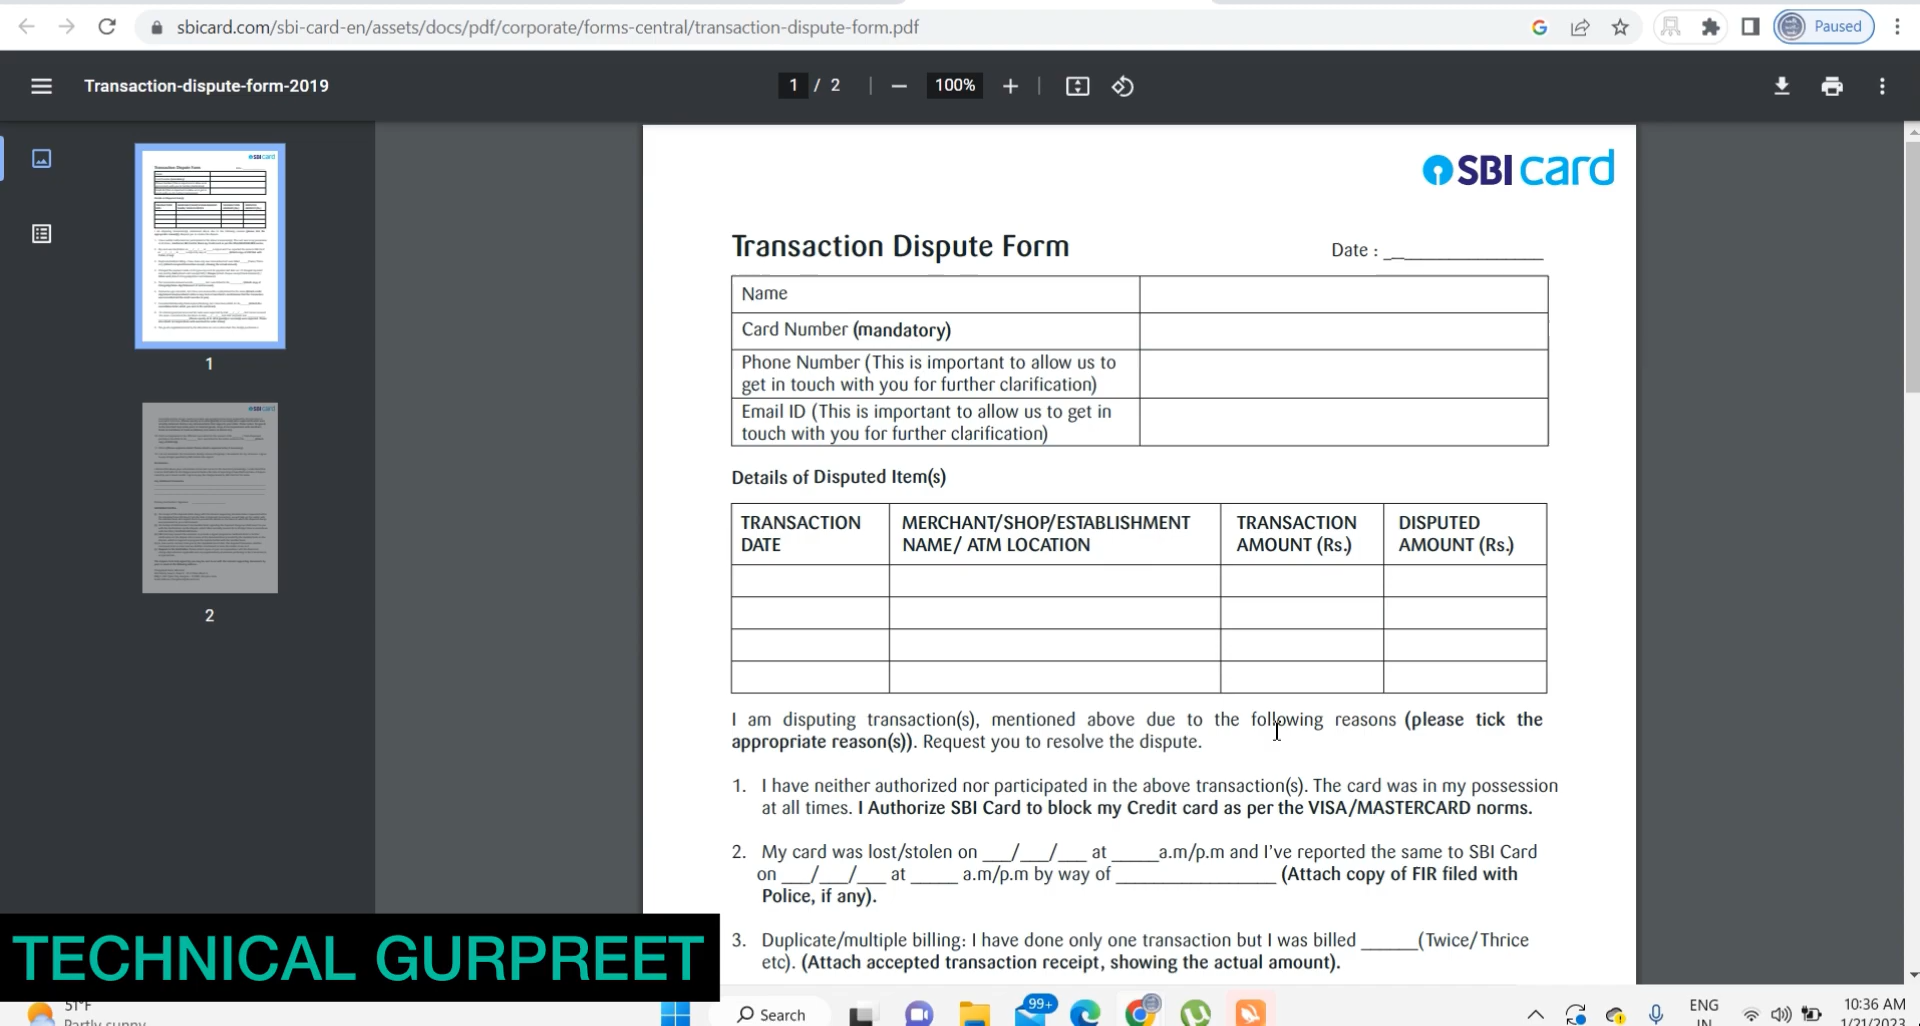 sbicard.com/sbi-card-en/assets/docs/pdf/corporate/forms-central/transaction-dispute-form.pdf
Paused
Transaction-dispute-form-2019
1 / 2
100%
SBI card
Transaction Dispute Form
Date : _________________
Name
Card Number (mandatory)
Phone Number (This is important to allow us to
get in touch with you for further clarification)
Email ID (This is important to allow us to get in
touch with you for further clarification)
Details of Disputed Item(s)
TRANSACTION DATE
MERCHANT/SHOP/ESTABLISHMENT NAME/ ATM LOCATION
TRANSACTION AMOUNT (Rs.)
DISPUTED AMOUNT (Rs.)
I am disputing transaction(s), mentioned above due to the following reasons (please tick the
appropriate reason(s)). Request you to resolve the dispute.
1. I have neither authorized nor participated in the above transaction(s). The card was in my possession
at all times. I Authorize SBI Card to block my Credit card as per the VISA/MASTERCARD norms.
2. My card was lost/stolen on ___/___/___ at _____a.m/p.m and I've reported the same to SBI Card
on ___/___/___ at _____ a.m/p.m by way of _________________ (Attach copy of FIR filed with
Police, if any).
3. Duplicate/multiple billing: I have done only one transaction but I was billed ______(Twice/Thrice
etc). (Attach accepted transaction receipt, showing the actual amount).
1
2
TECHNICAL GURPREET
51°F
Partly sunny
Search
99+
ENG
IN
10:36 AM
1/21/2023